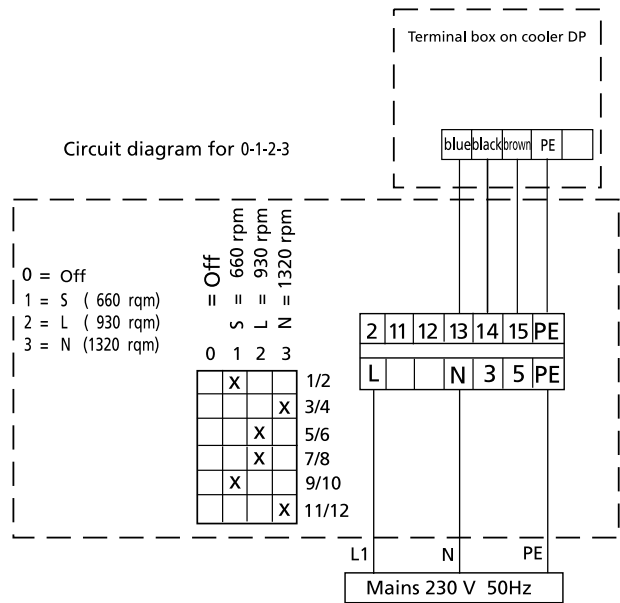 Terminal box on cooler DP
Circuit diagram for 0-1-2-3
blue black brown PE
0 = Off
1 = S ( 660 rqm)
2 = L ( 930 rqm)
3 = N (1320 rqm)
= Off
S = 660 rpm
L = 930 rpm
N = 1320 rpm
0 1 2 3
X 1/2
X 3/4
X 5/6
X 7/8
X 9/10
X 11/12
2 11 12 13 14 15 PE
L N 3 5 PE
L1 N PE
Mains 230 V 50Hz